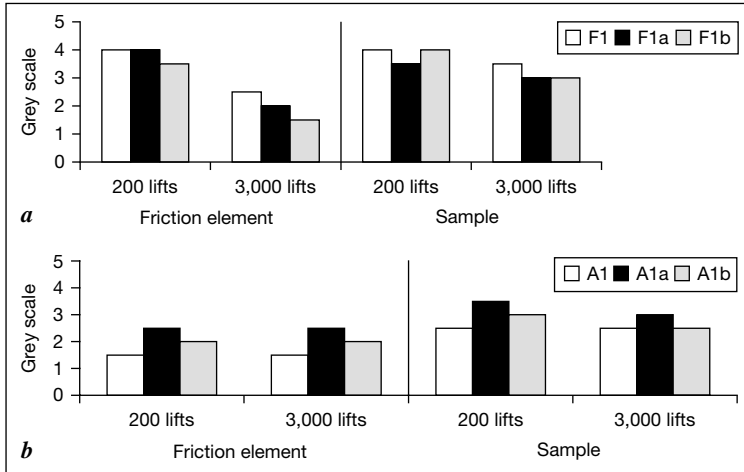 5
4
3
2
1
0
Grey scale
F1 F1a F1b
200 lifts 3,000 lifts 200 lifts 3,000 lifts
a Friction element Sample
5
4
3
2
1
0
Grey scale
A1 A1a A1b
200 lifts 3,000 lifts 200 lifts 3,000 lifts
b Friction element Sample